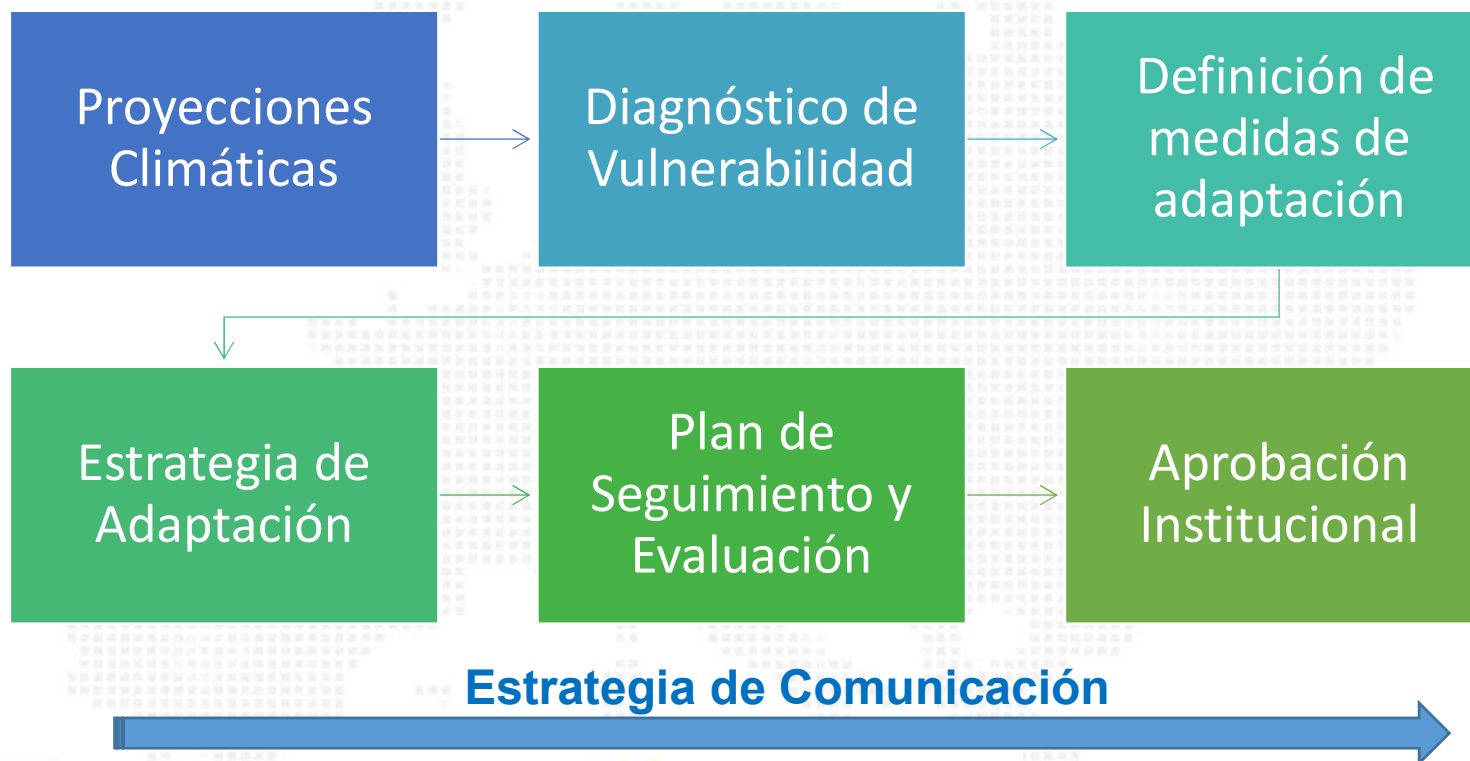 Proyecciones
Climáticas
Diagnóstico de
Vulnerabilidad
Definición de
medidas de
adaptación
Estrategia de
Adaptación
Plan de
Seguimiento y
Evaluación
Aprobación
Institucional
Estrategia de Comunicación